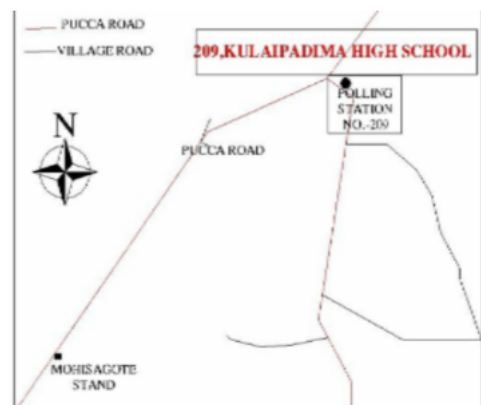 PUCCA ROAD
VILLAGE ROAD
209,KULAIPADIMA HIGH SCHOOL
POLLING
STATION
NO.-209
N
PUCCA ROAD
MOHISAGOTE
STAND